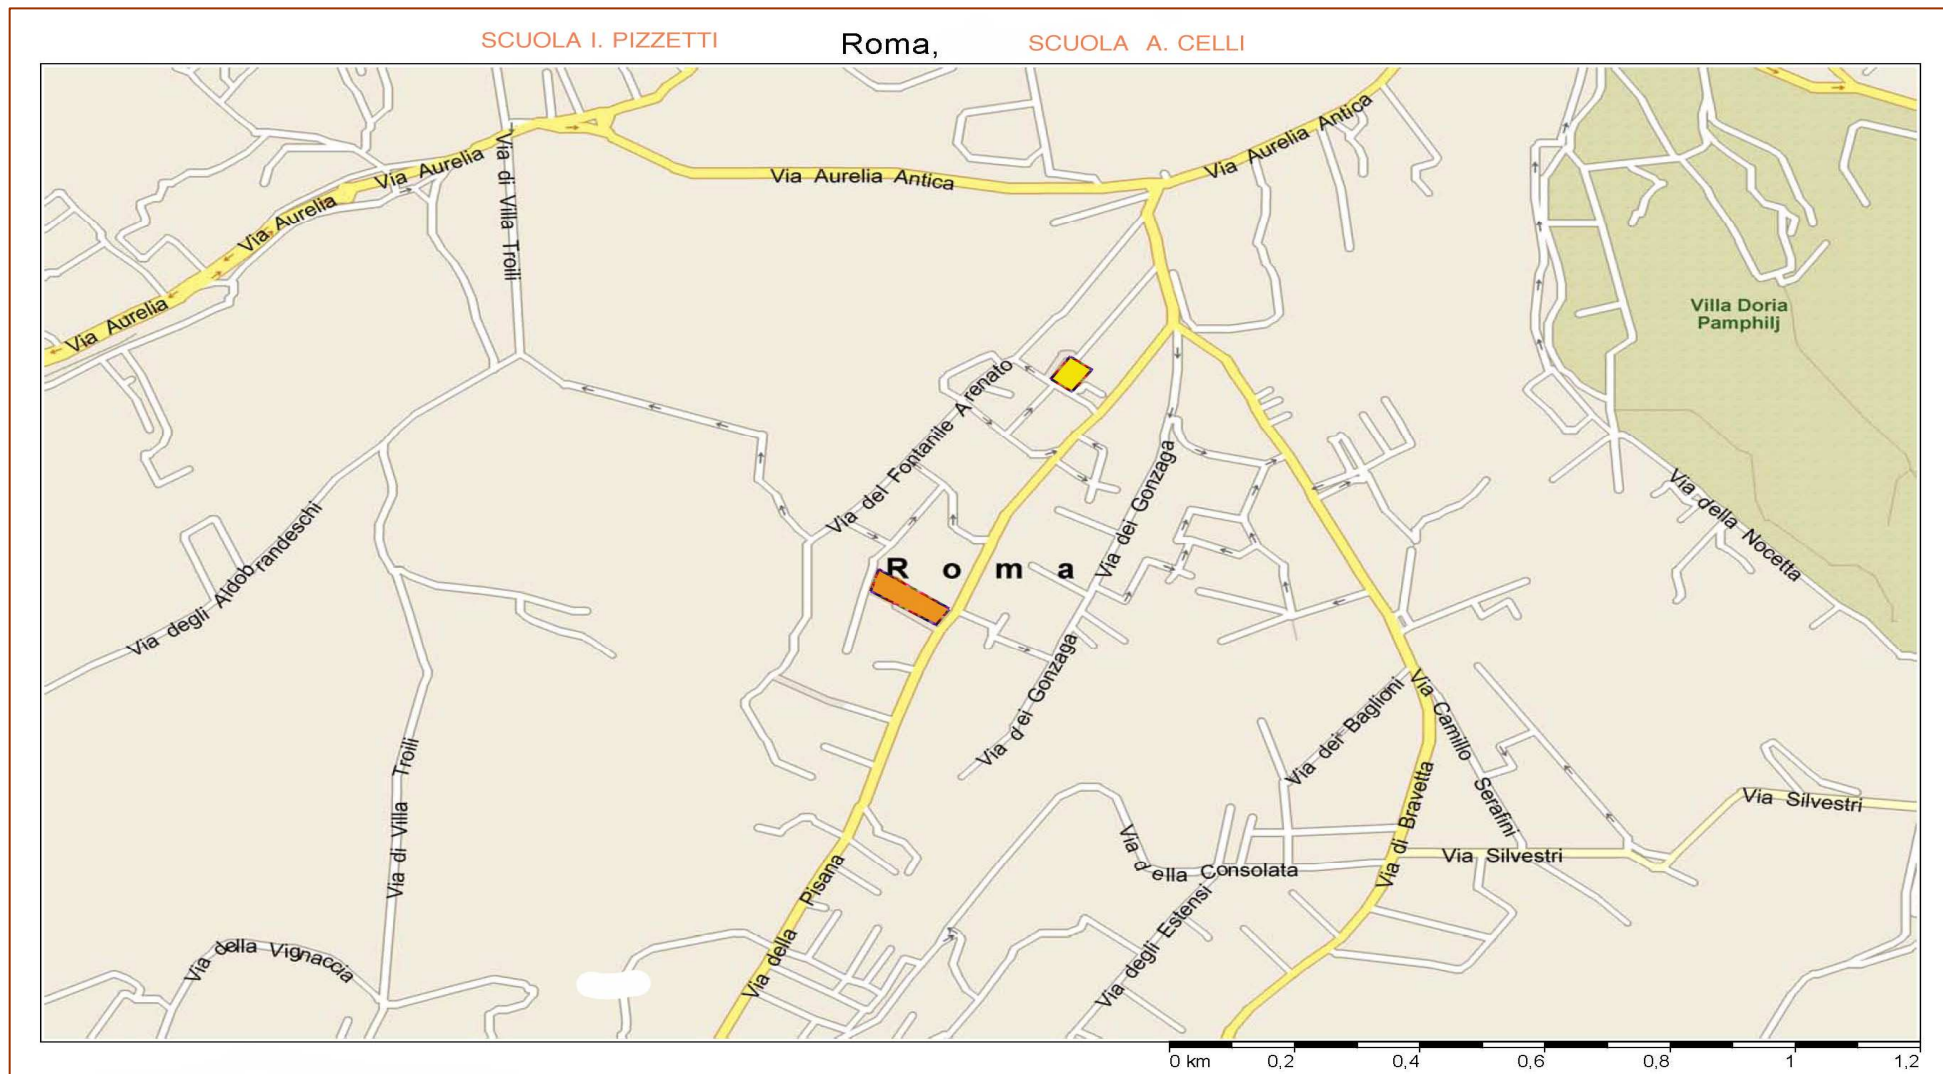 SCUOLA I. PIZZETTI
Roma,
SCUOLA A. CELLI
Via Aurelia
Via Aurelia
Via Aurelia
Via di Villa Troili
Via Aurelia Antica
Via Aurelia Antica
Villa Doria
Pamphilj
Via del Fontanile Arenato
Via dei Gonzaga
Via degli Aldobrandeschi
Roma
Via della Nocetta
Via dei Gonzaga
Via dei Baglioni
Via Camillo Serafini
Via di Villa Troili
Via di Bravetta
Via Silvestri
Via Silvestri
Via della Consolata
Via degli Estensi
Via della Pisana
Via della Vignaccia
0 km 0,2 0,4 0,6 0,8 1 1,2